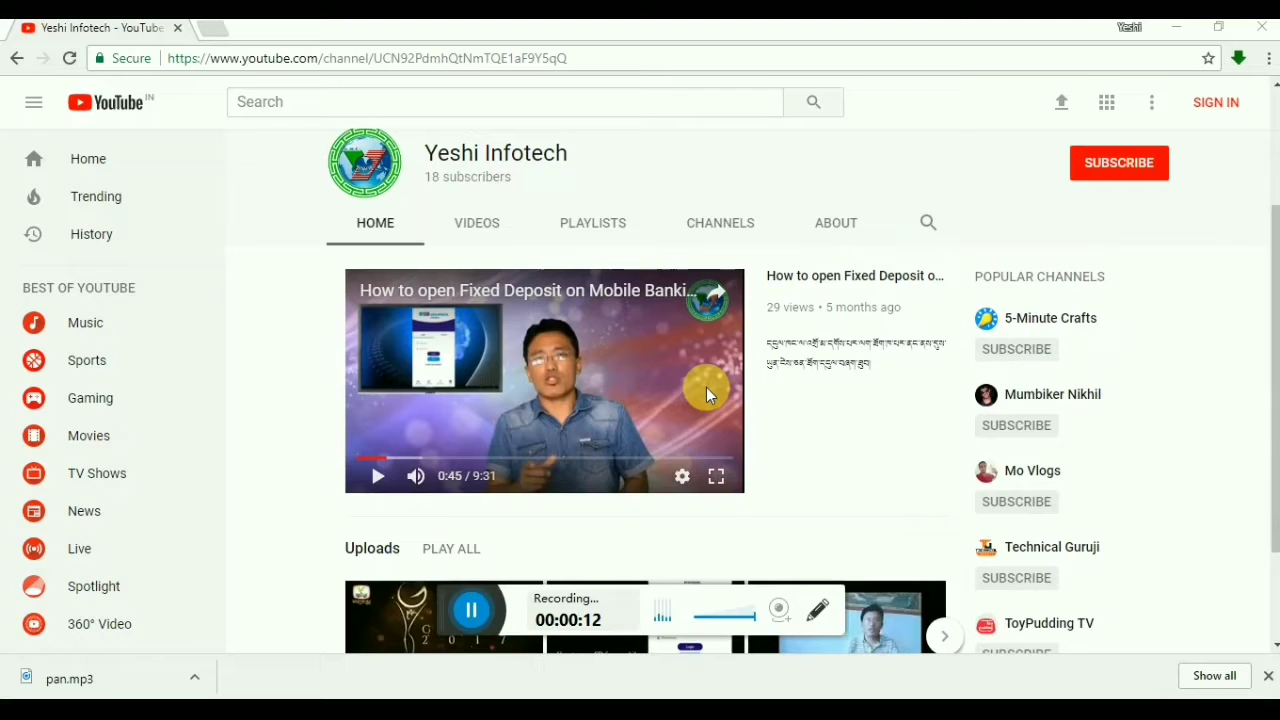 Yeshi Infotech - YouTube
Yeshi
Secure
https://www.youtube.com/channel/UCN92PdmhQtNmTQE1aF9Y5qQ
YouTube IN
Search
SIGN IN
Home
Trending
History
BEST OF YOUTUBE
Music
Sports
Gaming
Movies
TV Shows
News
Live
Spotlight
360° Video
Yeshi Infotech
18 subscribers
SUBSCRIBE
HOME
VIDEOS
PLAYLISTS
CHANNELS
ABOUT
How to open Fixed Deposit on Mobile Banki...
0:45 / 9:31
How to open Fixed Deposit o...
29 views • 5 months ago
POPULAR CHANNELS
5-Minute Crafts
SUBSCRIBE
Mumbiker Nikhil
SUBSCRIBE
Mo Vlogs
SUBSCRIBE
Technical Guruji
SUBSCRIBE
ToyPudding TV
SUBSCRIBE
Uploads
PLAY ALL
2017
Recording...
00:00:12
pan.mp3
Show all